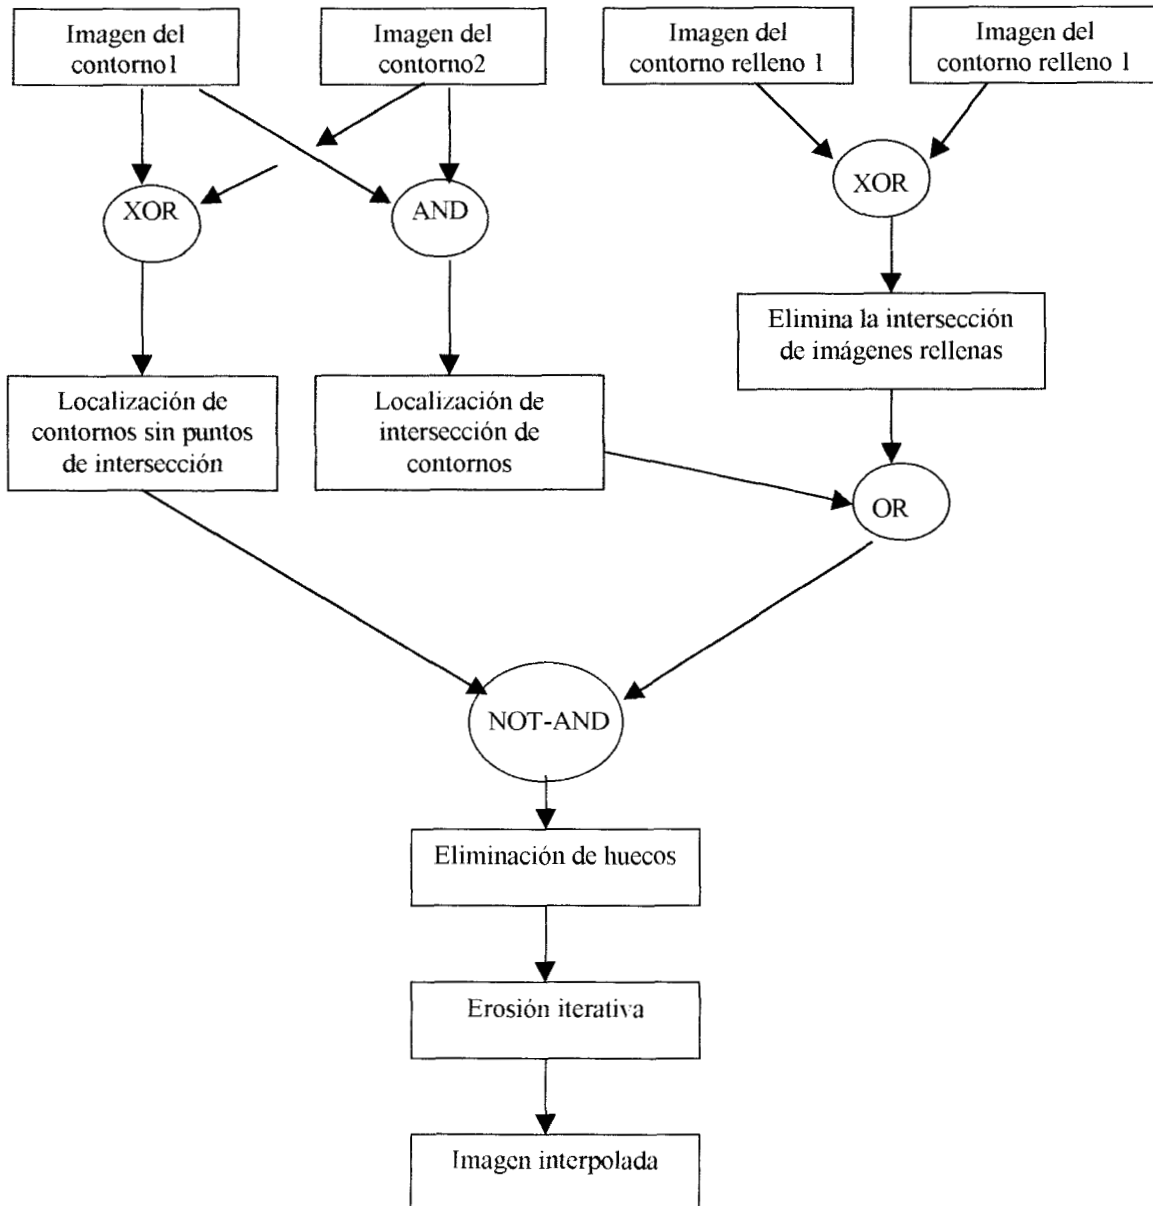 Imagen del
contorno1
Imagen del
contorno2
Imagen del
contorno relleno 1
Imagen del
contorno relleno 1
XOR
AND
XOR
Elimina la intersección
de imágenes rellenas
Localización de
contornos sin puntos
de intersección
Localización de
intersección de
contornos
OR
NOT-AND
Eliminación de huecos
Erosión iterativa
Imagen interpolada